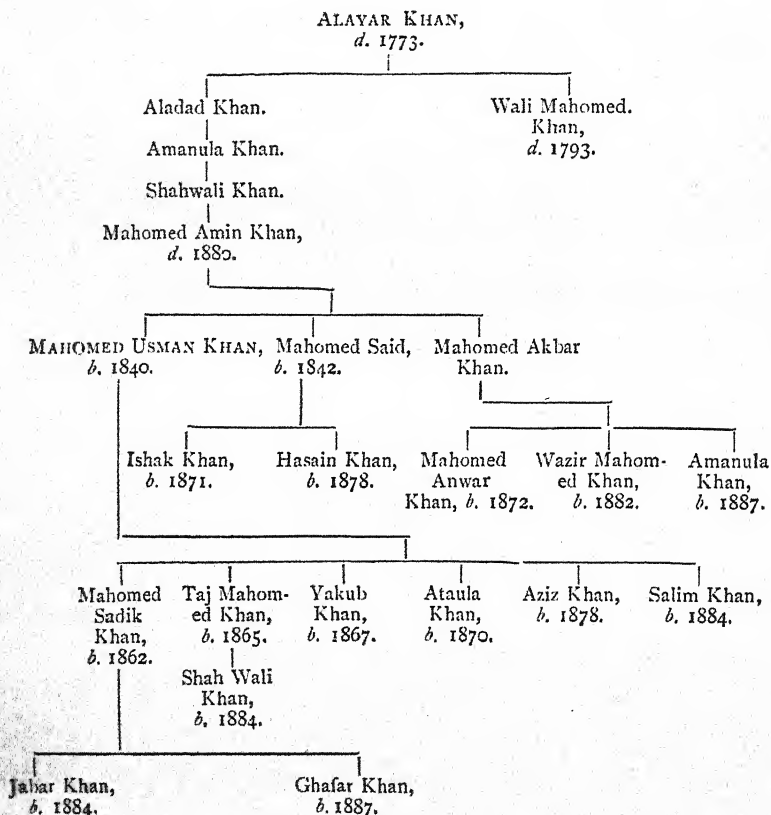 ALAYAR KHAN,
d. 1773.
Aladad Khan.
Wali Mahomed.
Khan,
d. 1793.
Amanula Khan.
Shahwali Khan.
Mahomed Amin Khan,
d. 1880.
MAHOMED USMAN KHAN,
b. 1840.
Mahomed Said,
b. 1842.
Mahomed Akbar
Khan.
Ishak Khan,
b. 1871.
Hasain Khan,
b. 1878.
Mahomed
Anwar
Khan, b. 1872.
Wazir Mahom-
ed Khan,
b. 1882.
Amanula
Khan,
b. 1887.
Mahomed
Sadik
Khan,
b. 1862.
Taj Mahom-
ed Khan,
b. 1865.
Yakub
Khan,
b. 1867.
Ataula
Khan,
b. 1870.
Aziz Khan,
b. 1878.
Salim Khan,
b. 1884.
Shah Wali
Khan,
b. 1884.
Jabar Khan,
b. 1884.
Ghafar Khan,
b. 1887.